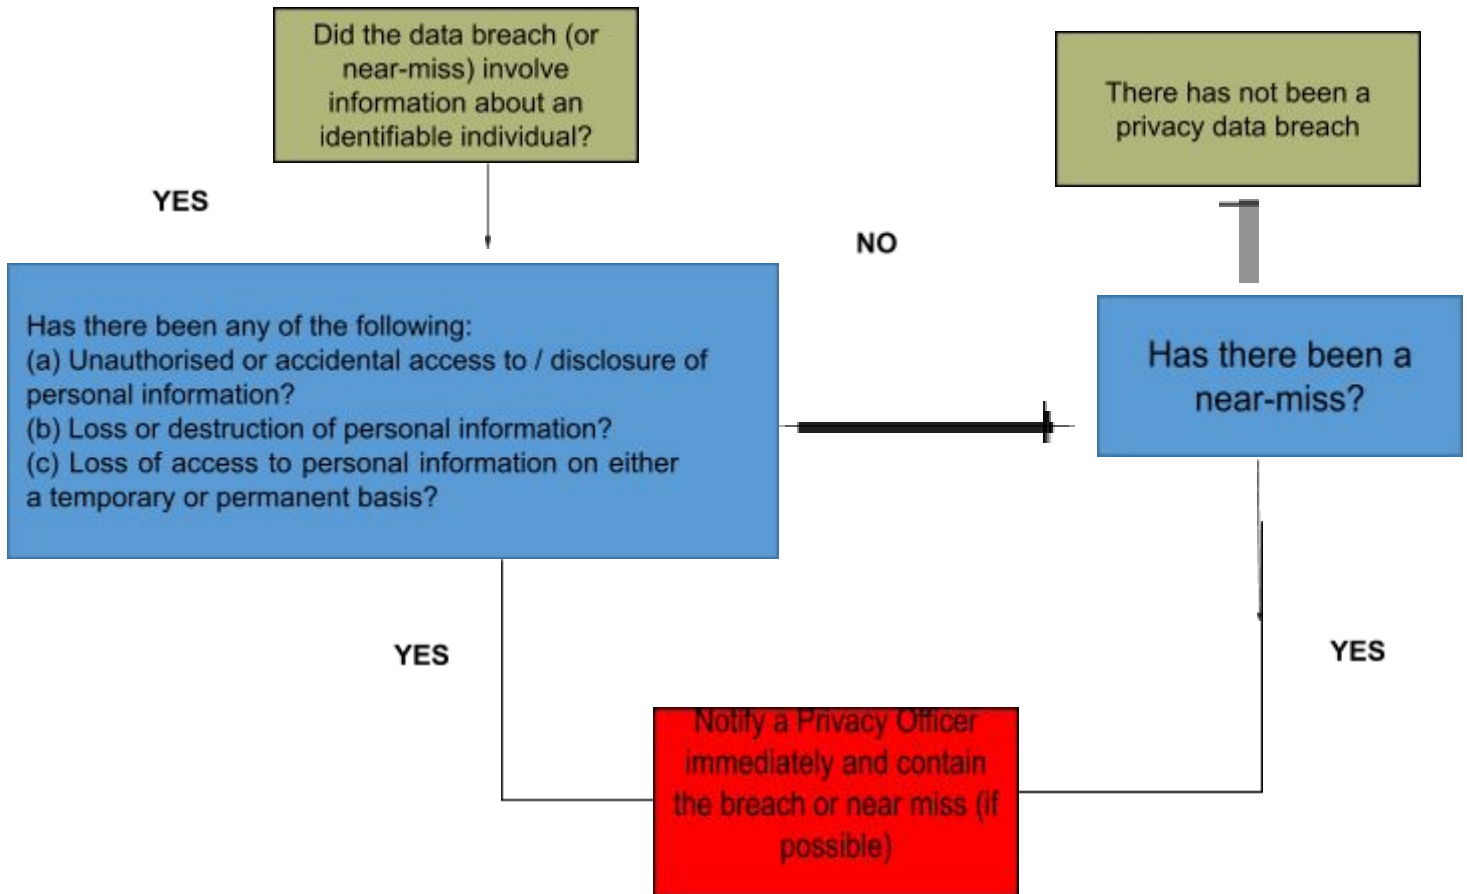 Did the data breach (or
near-miss) involve
information about an
identifiable individual?
There has not been a
privacy data breach
YES
NO
Has there been any of the following:
(a) Unauthorised or accidental access to / disclosure of
personal information?
(b) Loss or destruction of personal information?
(c) Loss of access to personal information on either
a temporary or permanent basis?
Has there been a
near-miss?
YES
YES
Notify a Privacy Officer
immediately and contain
the breach or near miss (if
possible)